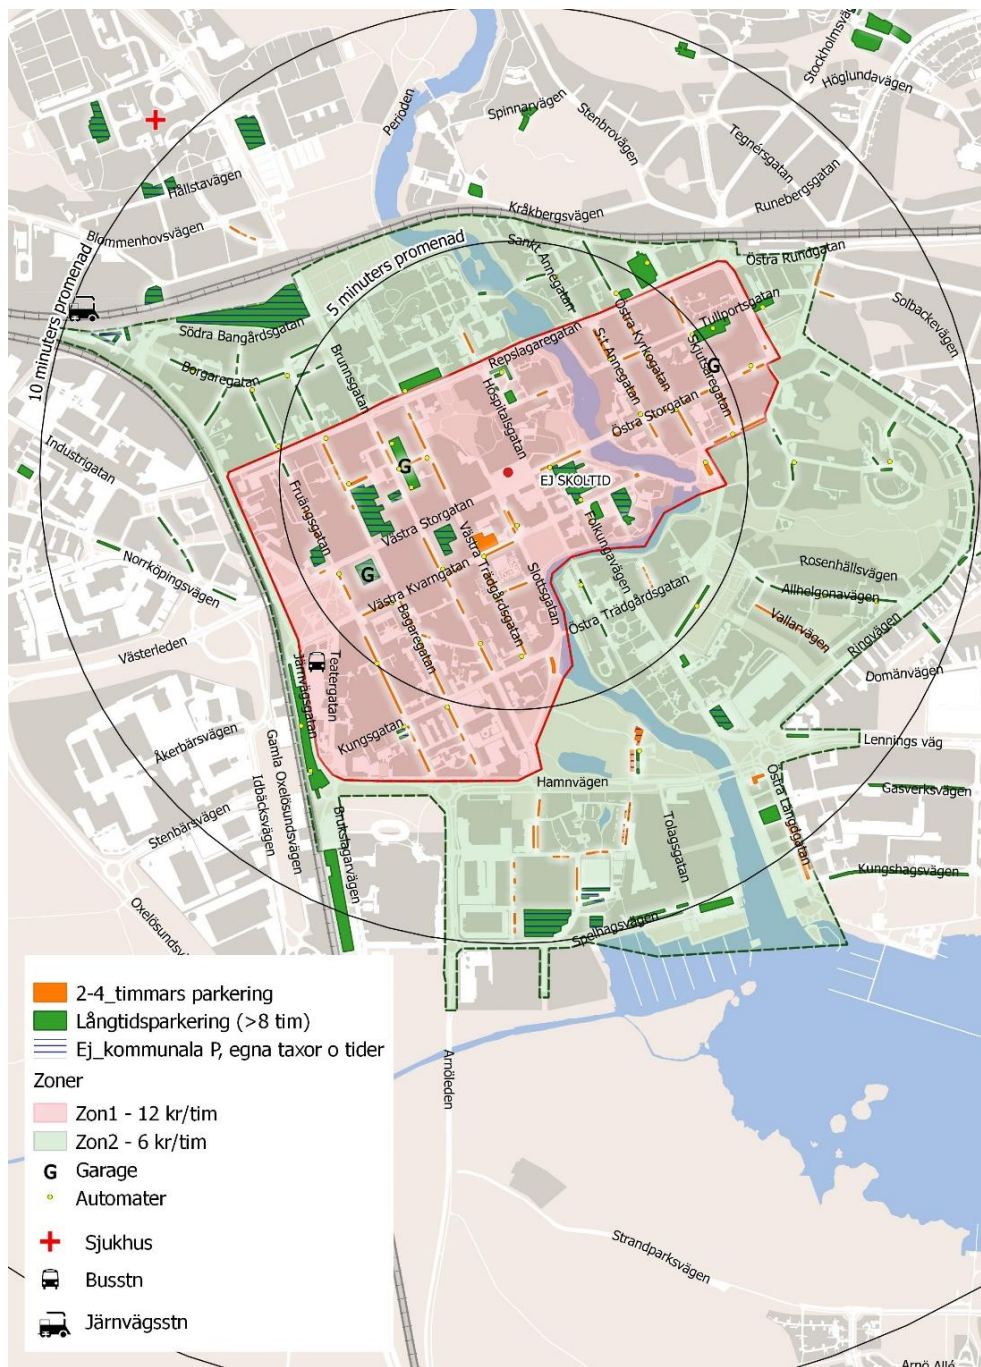 Stockholmsväg
Höglundavägen
Perioden
Spinnarvägen
Stenbrovägen
Tegnérsgatan
Runebergsgatan
Hållstavägen
Blommenhovsvägen
Kråkbergsvägen
10 minuters promenad
5 minuters promenad
Sankt Annegatan
Östra Rundgatan
Solbackevägen
Södra Bangårdsgatan
Borgaregatan
Brunnsgatan
Repslagaregatan
Östra Kyrkogatan
Tullportsgatan
S:t Annegatan
Skjutsaregatan
G
Hospitalsgatan
Östra Storgatan
Industrigatan
G
EJ SKOLTID
Fruängsgatan
Västra Storgatan
Västra Trädgårdsgatan
Folkungavägen
Norrköpingsvägen
G
Västra Kvarngatan
Slottsgatan
Rosenhällsvägen
Allhelgonavägen
Bagaregatan
Östra Trädgårdsgatan
Vallarvägen
Ringvägen
Västerleden
Järnvägsgatan
Teatergatan
Domänvägen
Åkerbärsvägen
Kungsgatan
Lennings väg
Gamla Oxelösundsvägen
Idbäcksvägen
Hamnvägen
Östra Längdgatan
Gasverksvägen
Stenbärsvägen
Brukslagarvägen
Tolagsgatan
Kungshagsvägen
Oxelösundsv
Spelhagsvägen
2-4_timmars parkering
Långtidsparkering (>8 tim)
Ej_kommunala P, egna taxor o tider
Zoner
Zon1 - 12 kr/tim
Zon2 - 6 kr/tim
G Garage
Automater
Sjukhus
Busstn
Järnvägsstn
Arnöleden
Strandparksvägen
Arnö Allé